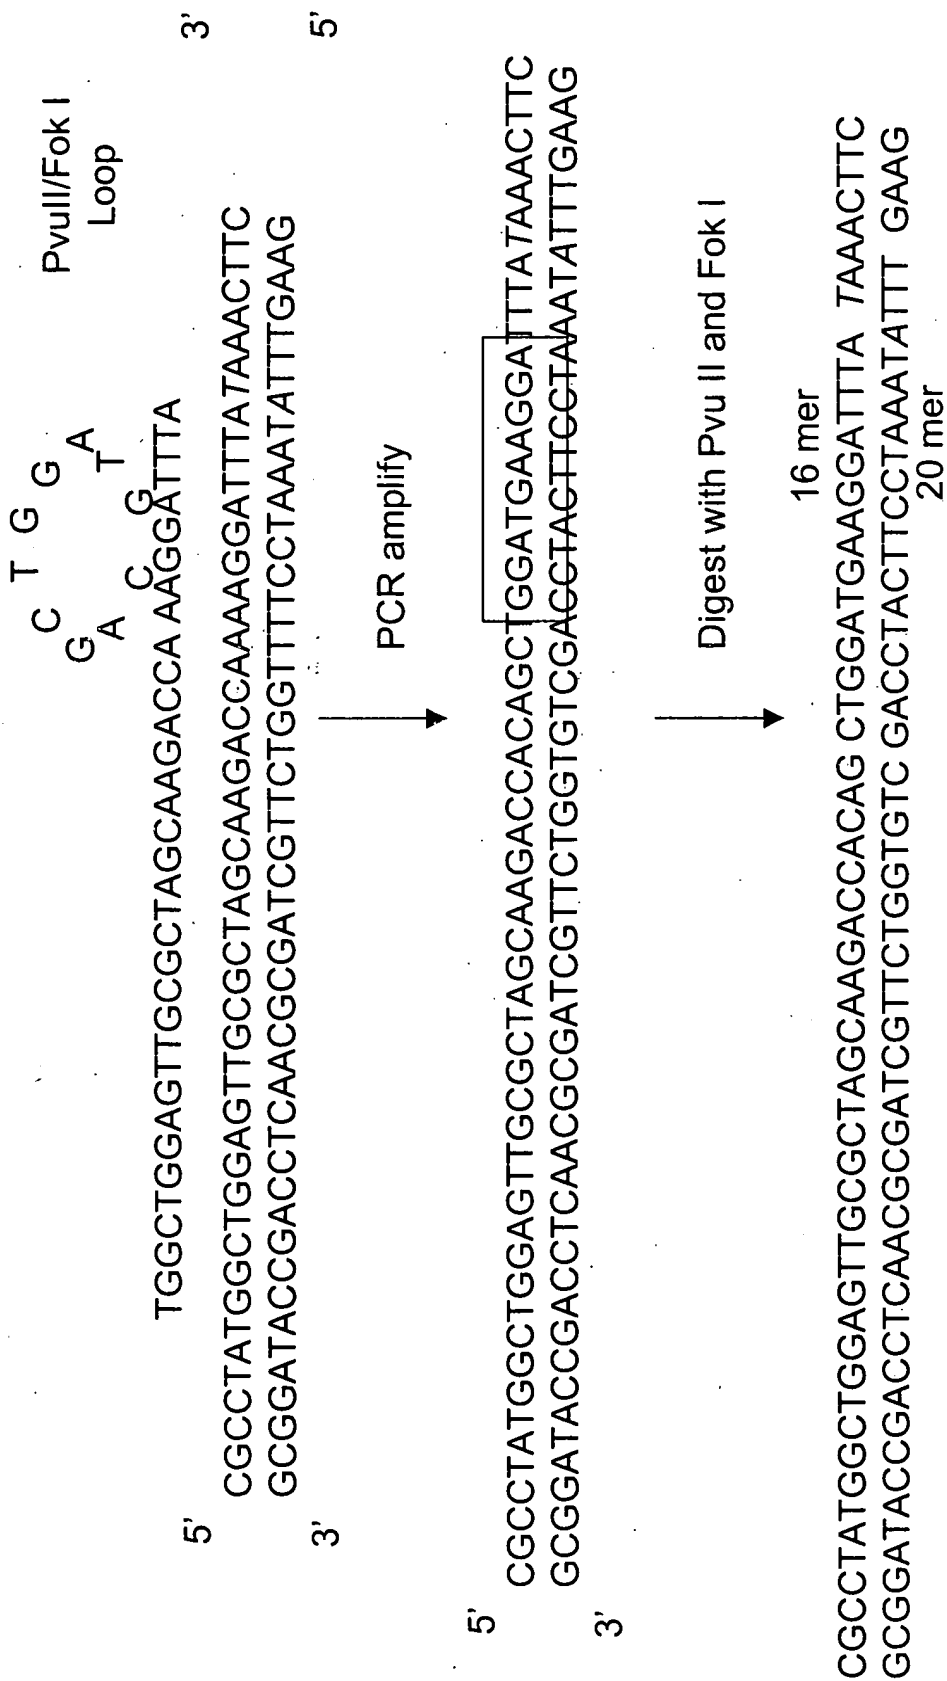 PvuII/Fok I
Loop
T
C G
G G
A A
C T
G
3'
TGGCTGGAGTTGCGCTAGCAAGACCA AAGGATTTA
5'
CGCCTATGGCTGGAGTTGCGCTAGCAAGACCAAAAGGATTTATAAACTTC
GCGGATACCGACCTCAACGCGATCGTTCTGGTTTTCCTAAATATTTGAAG
3' 5'
PCR amplify
5'
CGCCTATGGCTGGAGTTGCGCTAGCAAGACCACAGCTGGATGAAGGATTTATAAACTTC
GCGGATACCGACCTCAACGCGATCGTTCTGGTGTCGACCTACTTCCTAAATATTTGAAG
3'
Digest with Pvu II and Fok I
16 mer
CGCCTATGGCTGGAGTTGCGCTAGCAAGACCACAG CTGGATGAAGGATTTA TAAACTTC
GCGGATACCGACCTCAACGCGATCGTTCTGGTGTC GACCTACTTCCTAAATATTT GAAG
20 mer